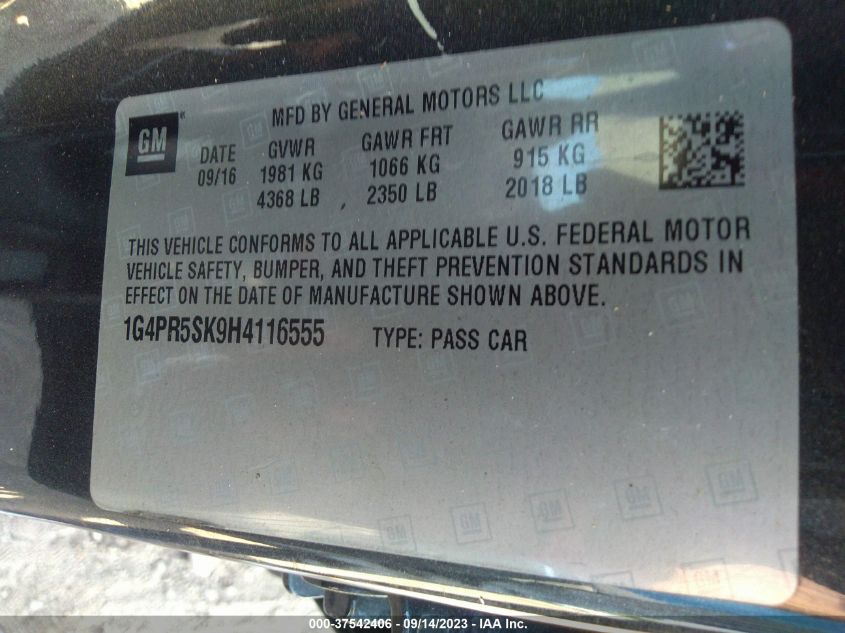 MFD BY GENERAL MOTORS LLC
GM
DATE GVWR GAWR FRT GAWR RR
09/16 1981 KG 1066 KG 915 KG
4368 LB , 2350 LB 2018 LB
THIS VEHICLE CONFORMS TO ALL APPLICABLE U.S. FEDERAL MOTOR
VEHICLE SAFETY, BUMPER, AND THEFT PREVENTION STANDARDS IN
EFFECT ON THE DATE OF MANUFACTURE SHOWN ABOVE.
1G4PR5SK9H4116555 TYPE: PASS CAR
000-37542406 - 09/14/2023 - IAA Inc.